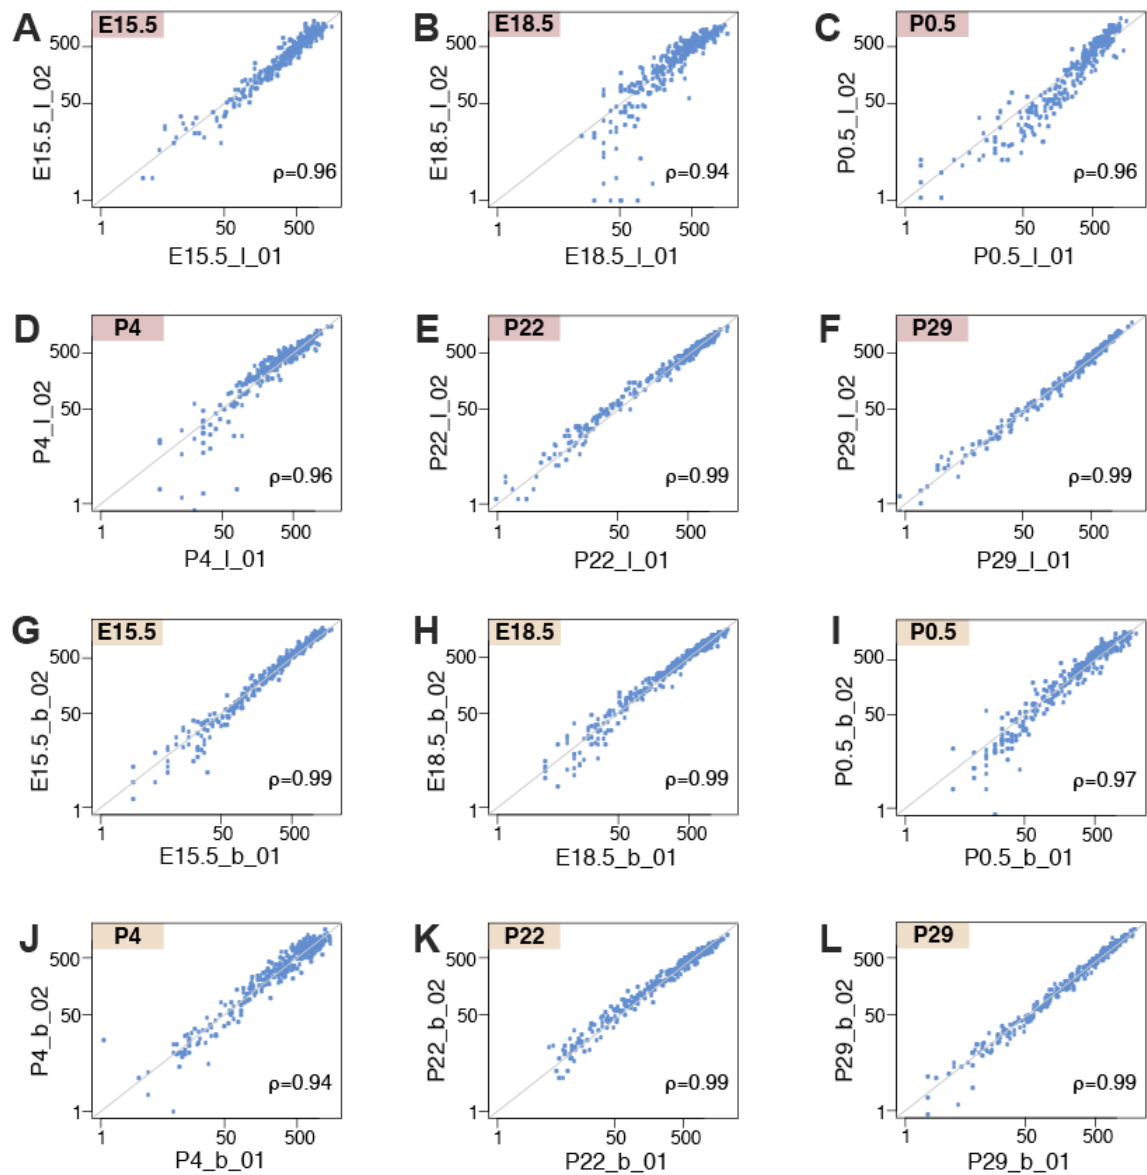 A E15.5
500
50
1
E15.5_l_02
ρ=0.96
1 50 500
E15.5_l_01
B E18.5
500
50
1
E18.5_l_02
ρ=0.94
1 50 500
E18.5_l_01
C P0.5
500
50
1
P0.5_l_02
ρ=0.96
1 50 500
P0.5_l_01
D P4
500
50
1
P4_l_02
ρ=0.96
1 50 500
P4_l_01
E P22
500
50
1
P22_l_02
ρ=0.99
1 50 500
P22_l_01
F P29
500
50
1
P29_l_02
ρ=0.99
1 50 500
P29_l_01
G E15.5
500
50
1
E15.5_b_02
ρ=0.99
1 50 500
E15.5_b_01
H E18.5
500
50
1
E18.5_b_02
ρ=0.99
1 50 500
E18.5_b_01
I P0.5
500
50
1
P0.5_b_02
ρ=0.97
1 50 500
P0.5_b_01
J P4
500
50
1
P4_b_02
ρ=0.94
1 50 500
P4_b_01
K P22
500
50
1
P22_b_02
ρ=0.99
1 50 500
P22_b_01
L P29
500
50
1
P29_b_02
ρ=0.99
1 50 500
P29_b_01